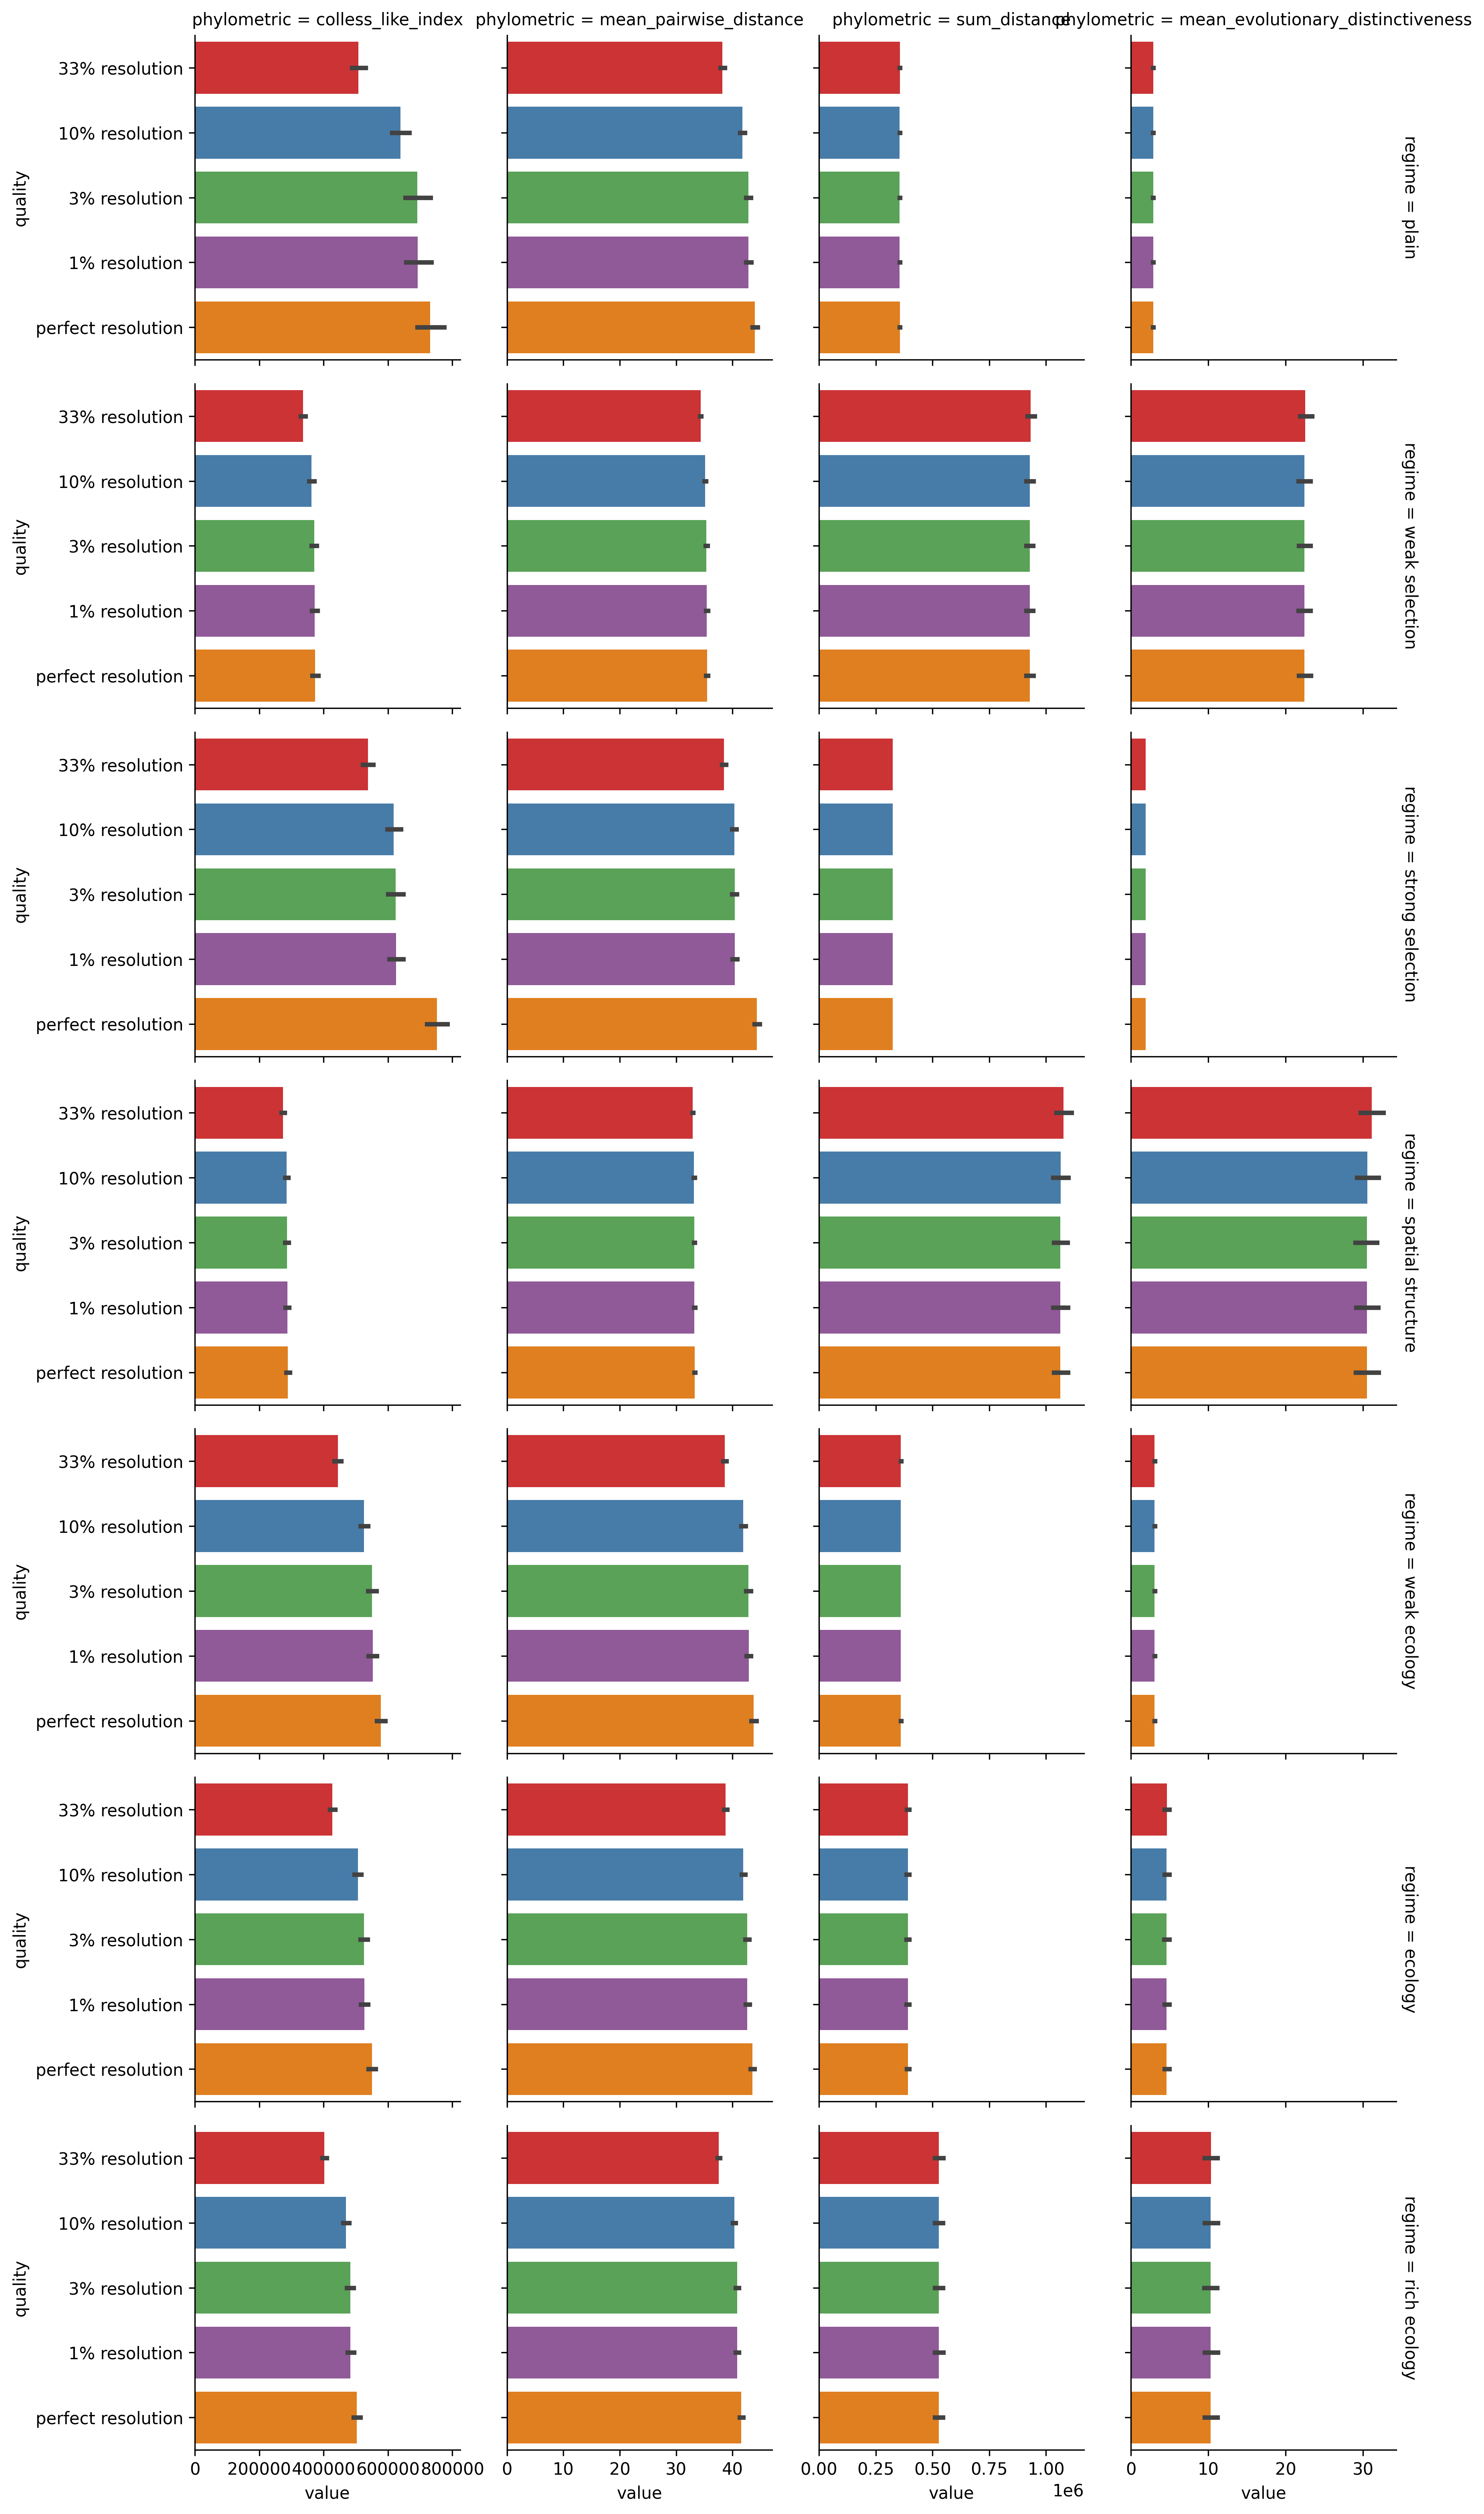 phylometric = colless_like_index
phylometric = mean_pairwise_distance
phylometric = sum_distance
phylometric = mean_evolutionary_distinctiveness
quality
33% resolution
10% resolution
3% resolution
1% resolution
perfect resolution
regime = plain
quality
33% resolution
10% resolution
3% resolution
1% resolution
perfect resolution
regime = weak selection
quality
33% resolution
10% resolution
3% resolution
1% resolution
perfect resolution
regime = strong selection
quality
33% resolution
10% resolution
3% resolution
1% resolution
perfect resolution
regime = spatial structure
quality
33% resolution
10% resolution
3% resolution
1% resolution
perfect resolution
regime = weak ecology
quality
33% resolution
10% resolution
3% resolution
1% resolution
perfect resolution
regime = ecology
quality
33% resolution
10% resolution
3% resolution
1% resolution
perfect resolution
regime = rich ecology
0 200000 400000 600000 800000
value
0 10 20 30 40
value
0.00 0.25 0.50 0.75 1.00
1e6
value
0 10 20 30
value